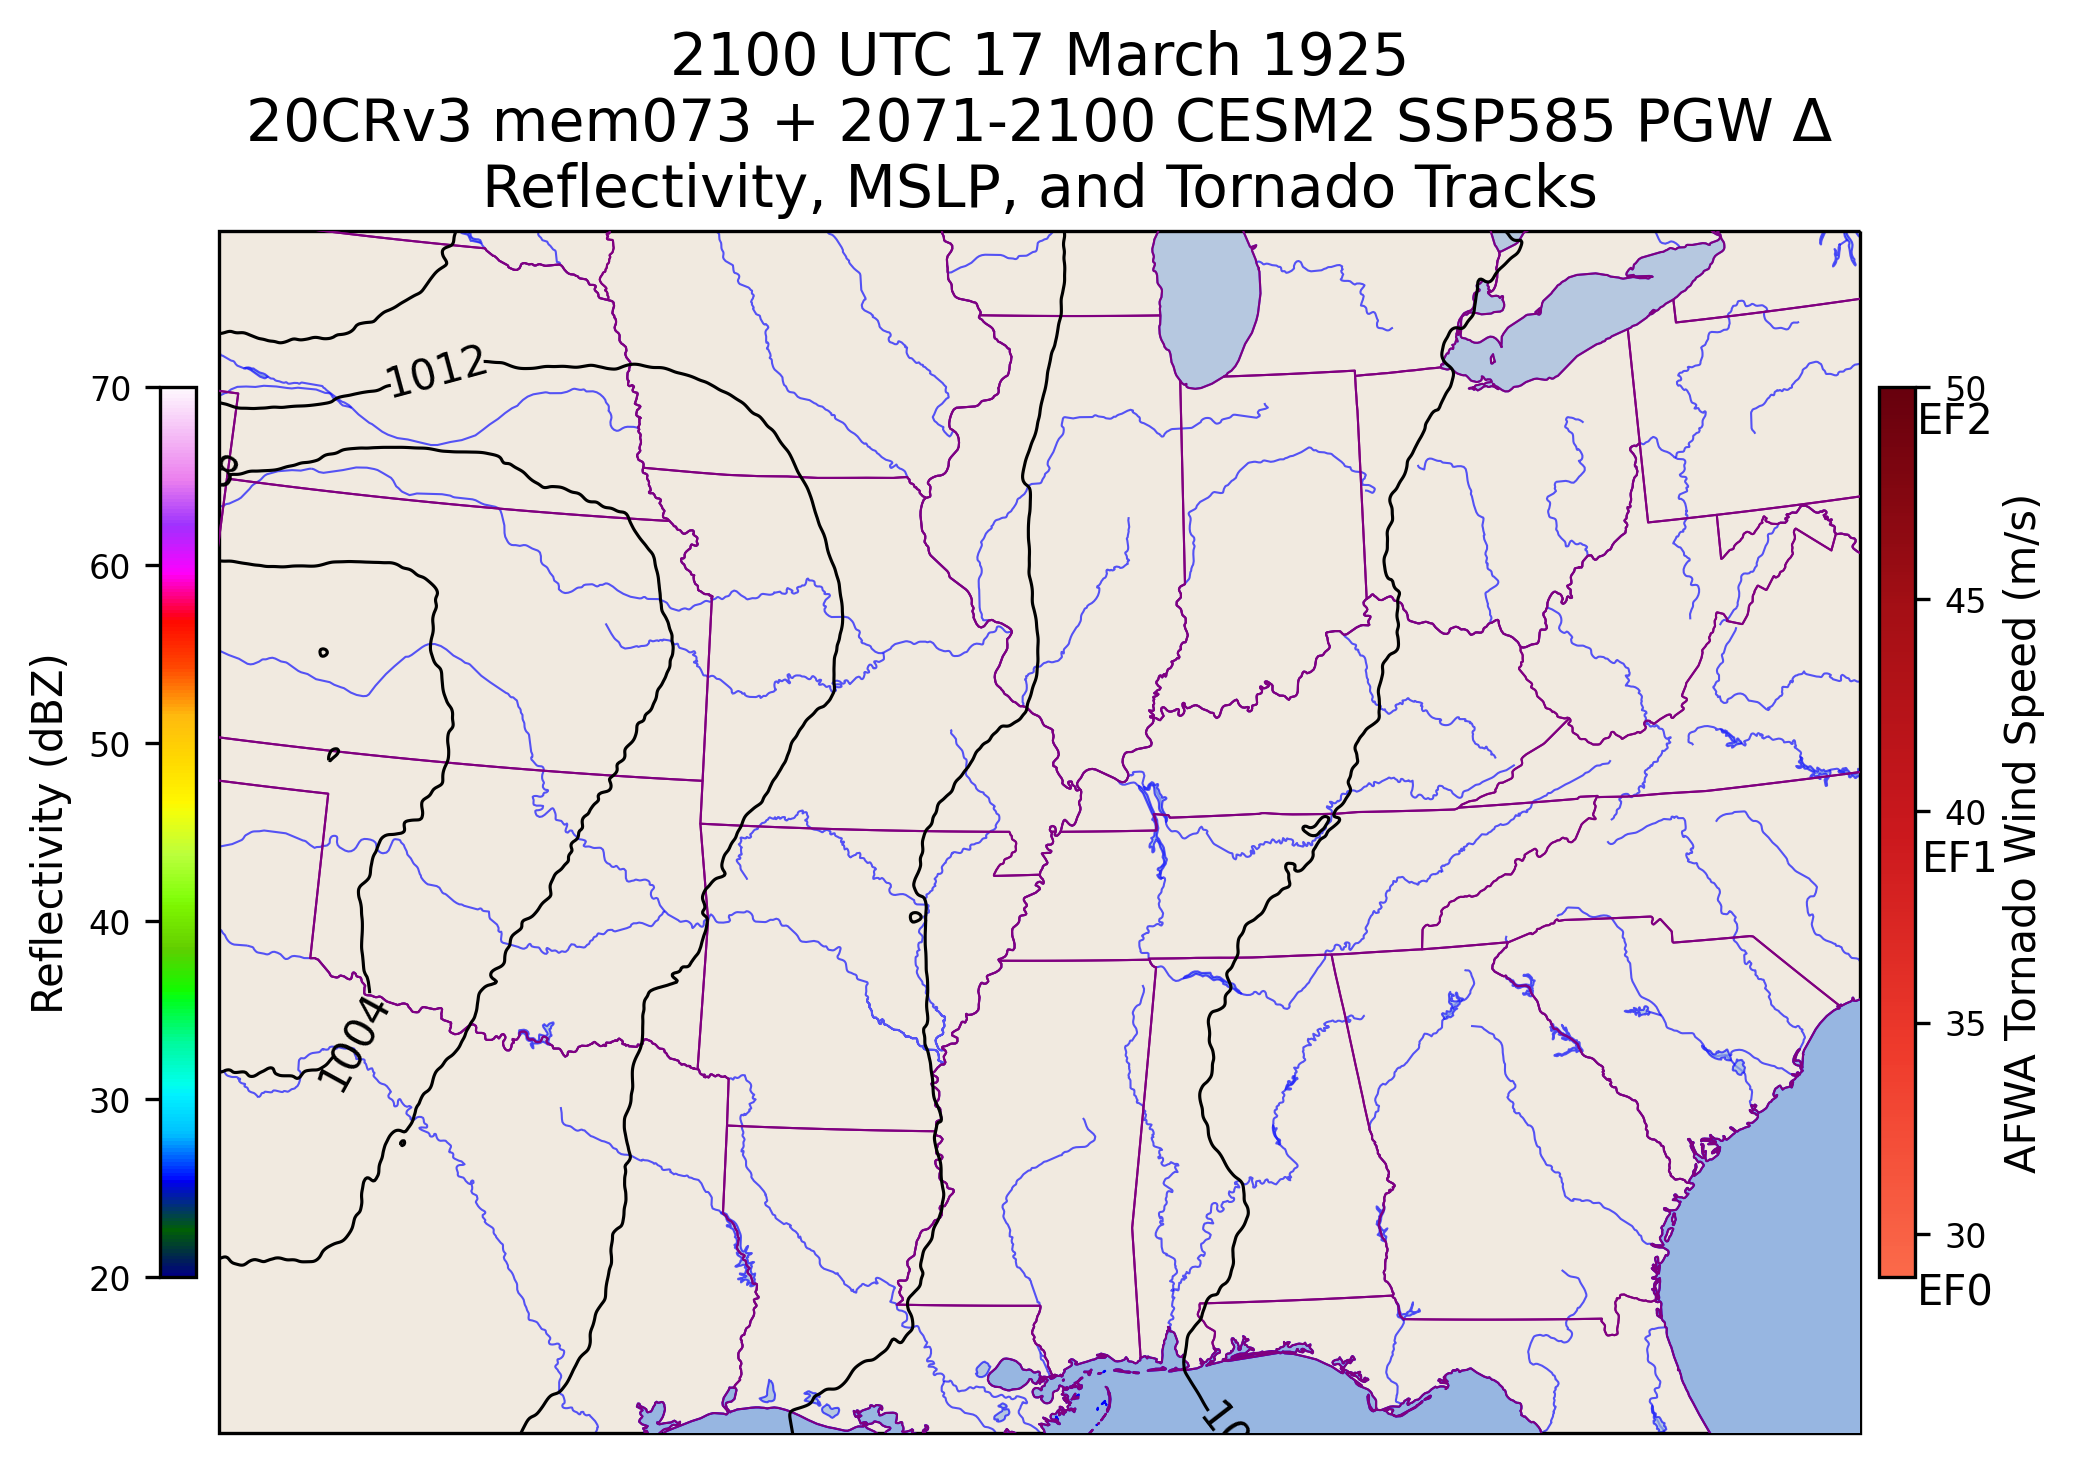 2100 UTC 17 March 1925
20CRv3 mem073 + 2071-2100 CESM2 SSP585 PGW Δ
Reflectivity, MSLP, and Tornado Tracks
Reflectivity (dBZ)
70
60
50
40
30
20
1012
8
1004
10
50
EF2
45
40
EF1
35
30
EF0
AFWA Tornado Wind Speed (m/s)